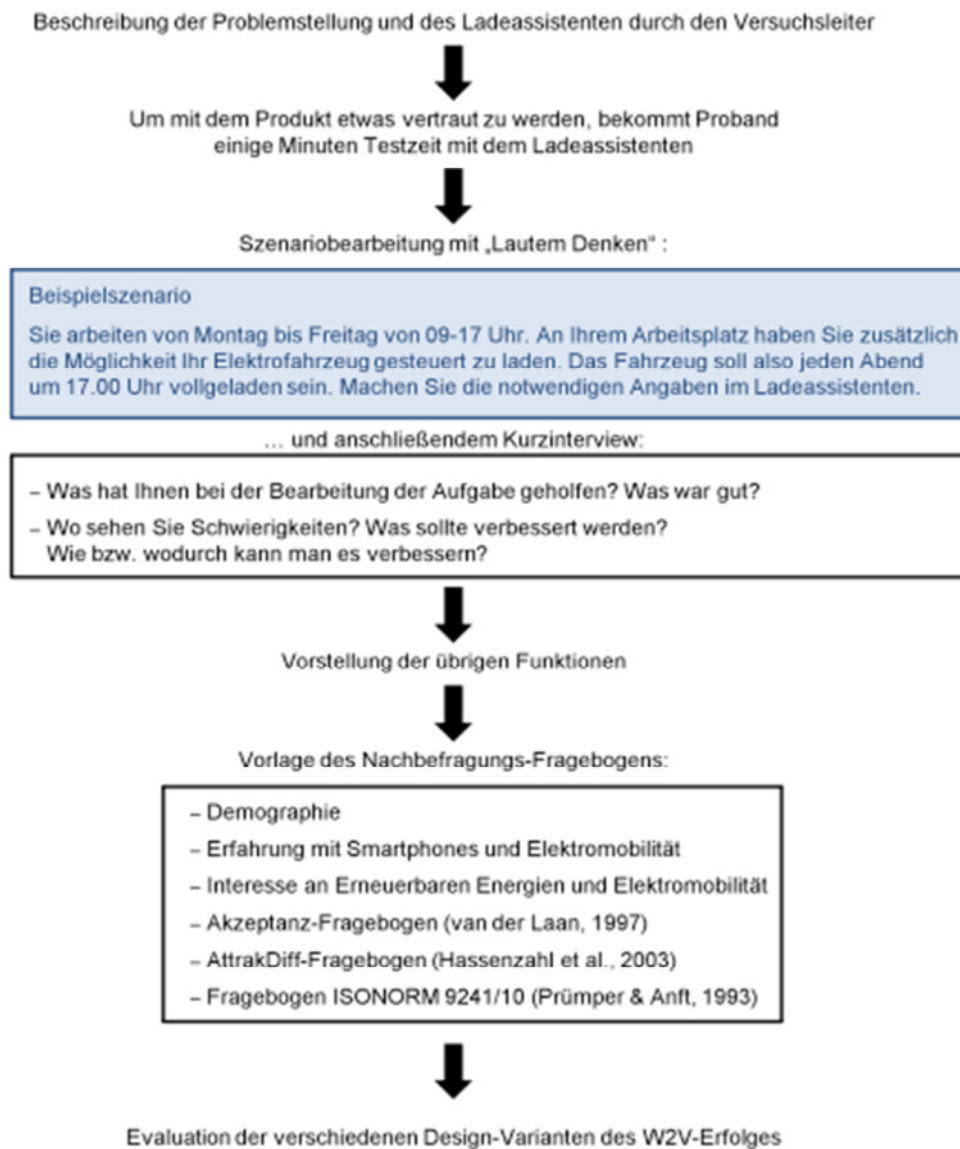 Beschreibung der Problemstellung und des Ladeassistenten durch den Versuchsleiter
Um mit dem Produkt etwas vertraut zu werden, bekommt Proband
einige Minuten Testzeit mit dem Ladeassistenten
Szenariobearbeitung mit „Lautem Denken“ :
Beispielszenario
Sie arbeiten von Montag bis Freitag von 09-17 Uhr. An Ihrem Arbeitsplatz haben Sie zusätzlich
die Möglichkeit Ihr Elektrofahrzeug gesteuert zu laden. Das Fahrzeug soll also jeden Abend
um 17.00 Uhr vollgeladen sein. Machen Sie die notwendigen Angaben im Ladeassistenten.
... und anschließendem Kurzinterview:
– Was hat Ihnen bei der Bearbeitung der Aufgabe geholfen? Was war gut?
– Wo sehen Sie Schwierigkeiten? Was sollte verbessert werden?
Wie bzw. wodurch kann man es verbessern?
Vorstellung der übrigen Funktionen
Vorlage des Nachbefragungs-Fragebogens:
– Demographie
– Erfahrung mit Smartphones und Elektromobilität
– Interesse an Erneuerbaren Energien und Elektromobilität
– Akzeptanz-Fragebogen (van der Laan, 1997)
– AttrakDiff-Fragebogen (Hassenzahl et al., 2003)
– Fragebogen ISONORM 9241/10 (Prümper & Anft, 1993)
Evaluation der verschiedenen Design-Varianten des W2V-Erfolges